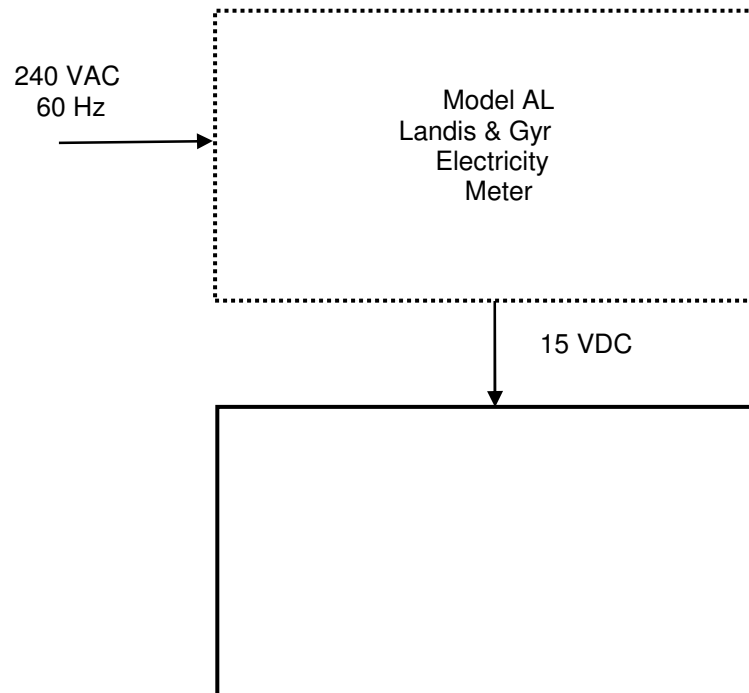 240 VAC
60 Hz
Model AL
Landis & Gyr
Electricity
Meter
15 VDC